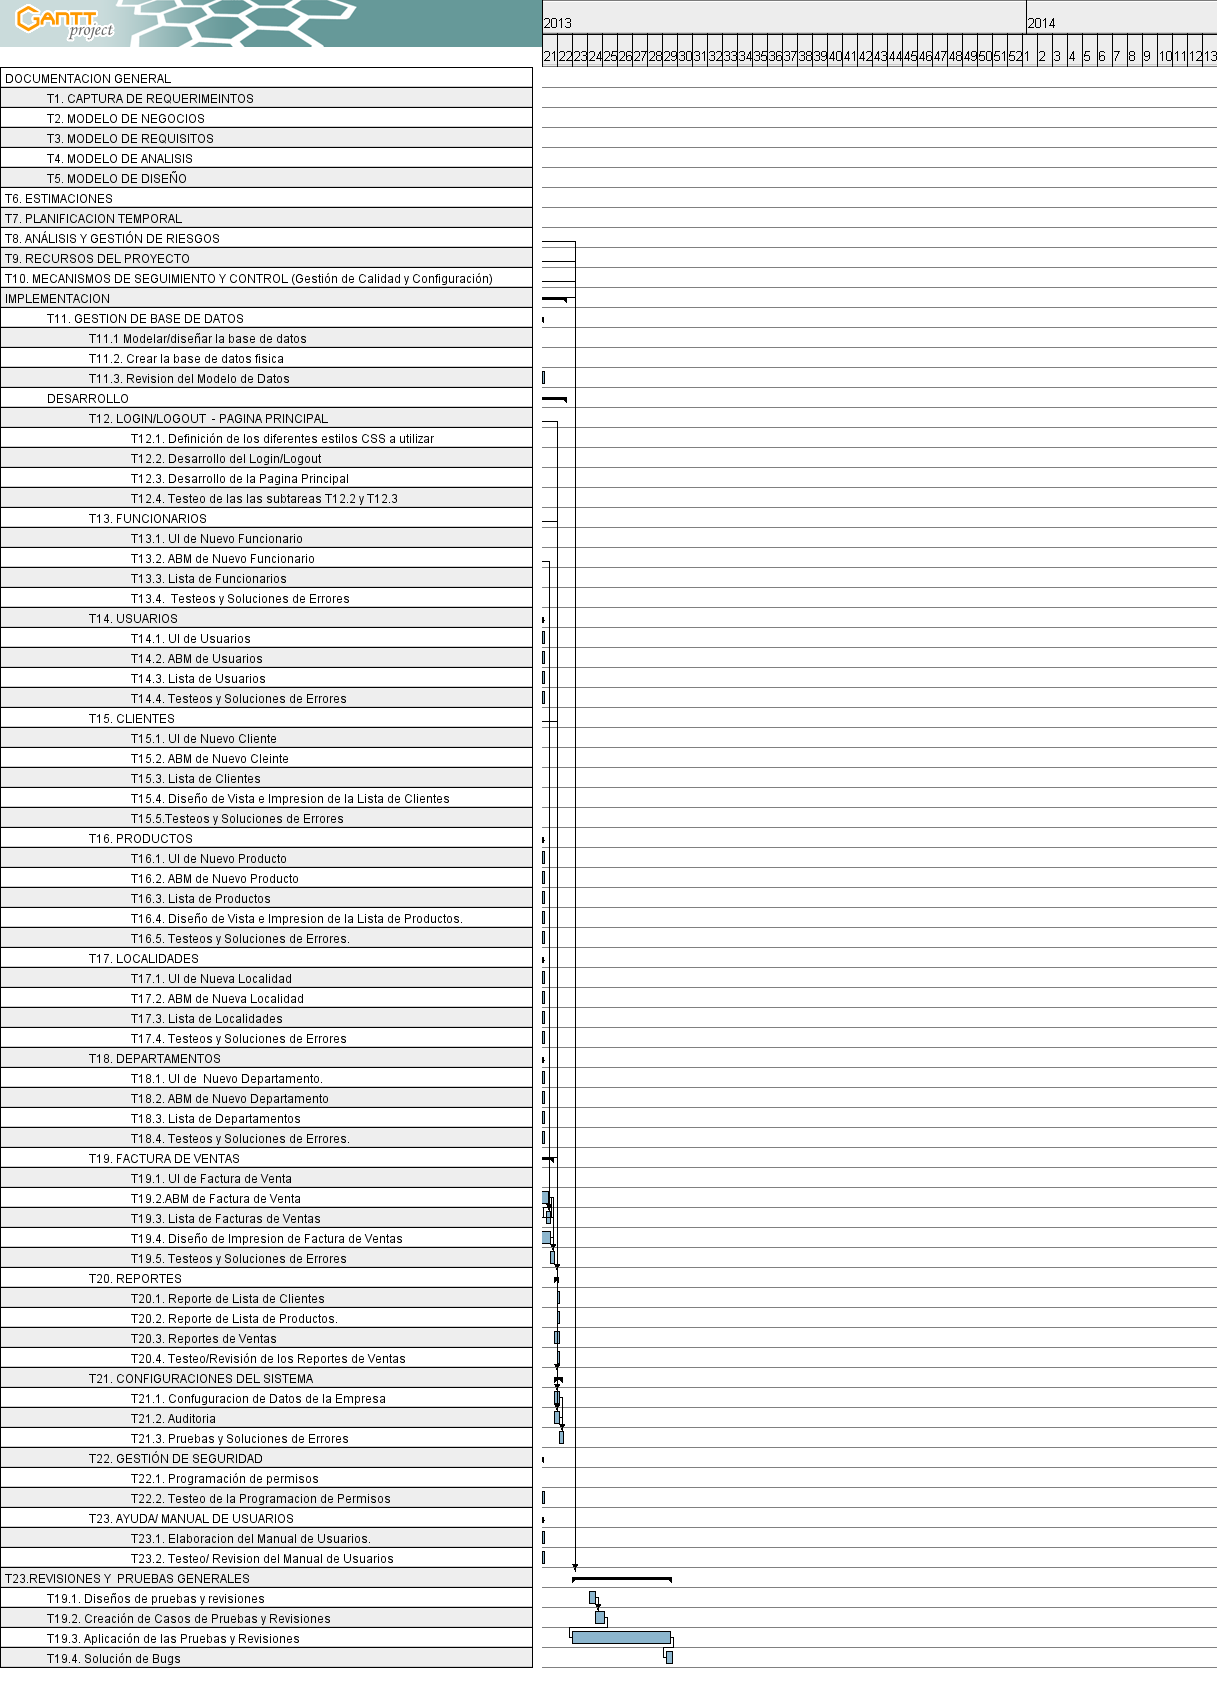 GANTT
project
2013 2014
21 22 23 24 25 26 27 28 29 30 31 32 33 34 35 36 37 38 39 40 41 42 43 44 45 46 47 48 49 50 51 52 1 2 3 4 5 6 7 8 9 10 11 12 13
DOCUMENTACION GENERAL
T1. CAPTURA DE REQUERIMEINTOS
T2. MODELO DE NEGOCIOS
T3. MODELO DE REQUISITOS
T4. MODELO DE ANALISIS
T5. MODELO DE DISEÑO
T6. ESTIMACIONES
T7. PLANIFICACION TEMPORAL
T8. ANÁLISIS Y GESTIÓN DE RIESGOS
T9. RECURSOS DEL PROYECTO
T10. MECANISMOS DE SEGUIMIENTO Y CONTROL (Gestión de Calidad y Configuración)
IMPLEMENTACION
T11. GESTION DE BASE DE DATOS
T11.1 Modelar/diseñar la base de datos
T11.2. Crear la base de datos fisica
T11.3. Revision del Modelo de Datos
DESARROLLO
T12. LOGIN/LOGOUT - PAGINA PRINCIPAL
T12.1. Definición de los diferentes estilos CSS a utilizar
T12.2. Desarrollo del Login/Logout
T12.3. Desarrollo de la Pagina Principal
T12.4. Testeo de las las subtareas T12.2 y T12.3
T13. FUNCIONARIOS
T13.1. UI de Nuevo Funcionario
T13.2. ABM de Nuevo Funcionario
T13.3. Lista de Funcionarios
T13.4. Testeos y Soluciones de Errores
T14. USUARIOS
T14.1. UI de Usuarios
T14.2. ABM de Usuarios
T14.3. Lista de Usuarios
T14.4. Testeos y Soluciones de Errores
T15. CLIENTES
T15.1. UI de Nuevo Cliente
T15.2. ABM de Nuevo Cleinte
T15.3. Lista de Clientes
T15.4. Diseño de Vista e Impresion de la Lista de Clientes
T15.5.Testeos y Soluciones de Errores
T16. PRODUCTOS
T16.1. UI de Nuevo Producto
T16.2. ABM de Nuevo Producto
T16.3. Lista de Productos
T16.4. Diseño de Vista e Impresion de la Lista de Productos.
T16.5. Testeos y Soluciones de Errores.
T17. LOCALIDADES
T17.1. UI de Nueva Localidad
T17.2. ABM de Nueva Localidad
T17.3. Lista de Localidades
T17.4. Testeos y Soluciones de Errores
T18. DEPARTAMENTOS
T18.1. UI de Nuevo Departamento.
T18.2. ABM de Nuevo Departamento
T18.3. Lista de Departamentos
T18.4. Testeos y Soluciones de Errores.
T19. FACTURA DE VENTAS
T19.1. UI de Factura de Venta
T19.2.ABM de Factura de Venta
T19.3. Lista de Facturas de Ventas
T19.4. Diseño de Impresion de Factura de Ventas
T19.5. Testeos y Soluciones de Errores
T20. REPORTES
T20.1. Reporte de Lista de Clientes
T20.2. Reporte de Lista de Productos.
T20.3. Reportes de Ventas
T20.4. Testeo/Revisión de los Reportes de Ventas
T21. CONFIGURACIONES DEL SISTEMA
T21.1. Confuguracion de Datos de la Empresa
T21.2. Auditoria
T21.3. Pruebas y Soluciones de Errores
T22. GESTIÓN DE SEGURIDAD
T22.1. Programación de permisos
T22.2. Testeo de la Programacion de Permisos
T23. AYUDA/ MANUAL DE USUARIOS
T23.1. Elaboracion del Manual de Usuarios.
T23.2. Testeo/ Revision del Manual de Usuarios
T23.REVISIONES Y PRUEBAS GENERALES
T19.1. Diseños de pruebas y revisiones
T19.2. Creación de Casos de Pruebas y Revisiones
T19.3. Aplicación de las Pruebas y Revisiones
T19.4. Solución de Bugs